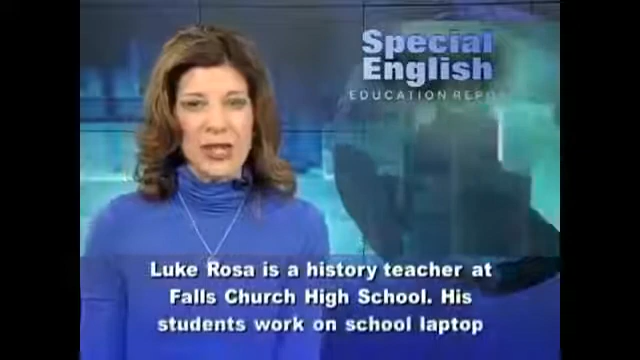 Special
English
EDUCATION REPO
Luke Rosa is a history teacher at
Falls Church High School. His
students work on school laptop